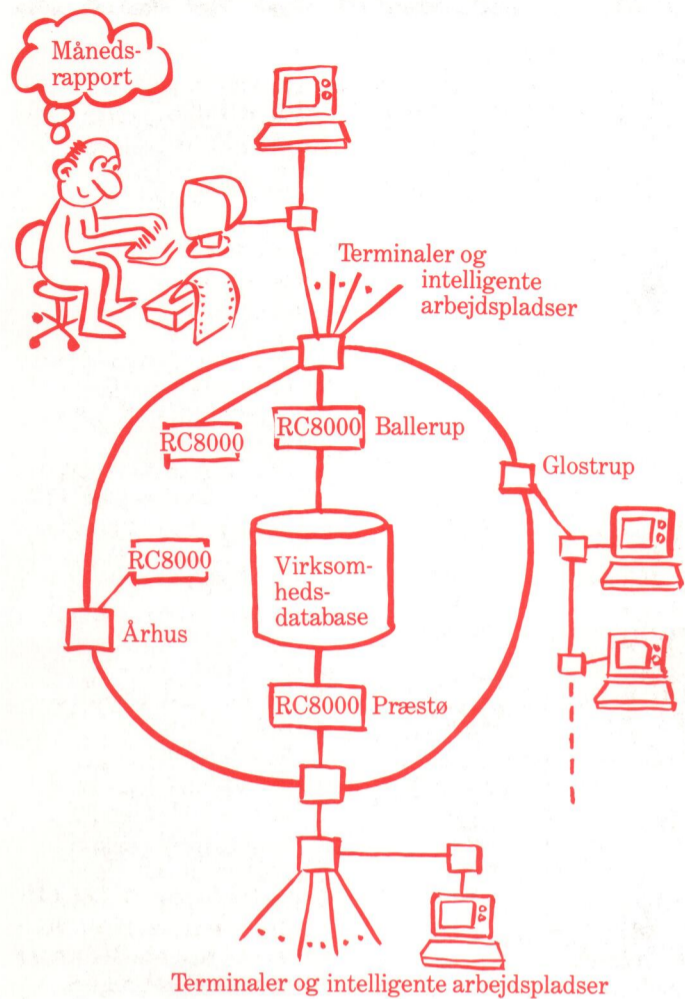 Måneds-
rapport
Terminaler og
intelligente
arbejdspladser
RC8000
RC8000 Ballerup
Glostrup
RC8000
Virksom-
heds-
database
Århus
RC8000 Præstø
Terminaler og intelligente arbejdspladser